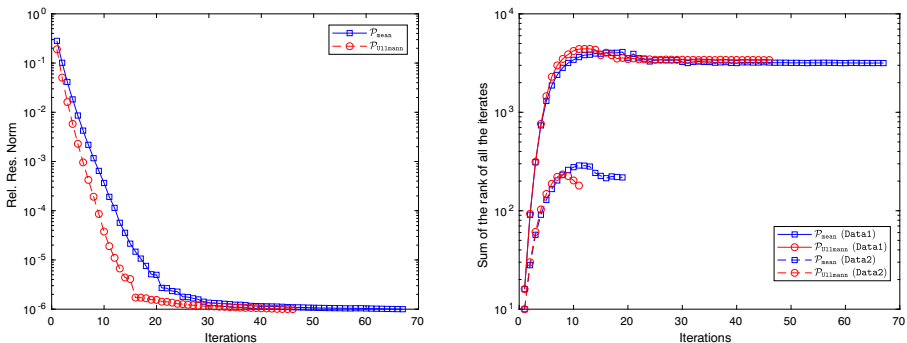 10^0
10^-1
10^-2
10^-3
10^-4
10^-5
10^-6
Rel. Res. Norm
0 10 20 30 40 50 60 70
Iterations
P_mean
P_Ullmann
10^4
10^3
10^2
10^1
Sum of the rank of all the iterates
0 10 20 30 40 50 60 70
Iterations
P_mean (Data1)
P_Ullmann (Data1)
P_mean (Data2)
P_Ullmann (Data2)